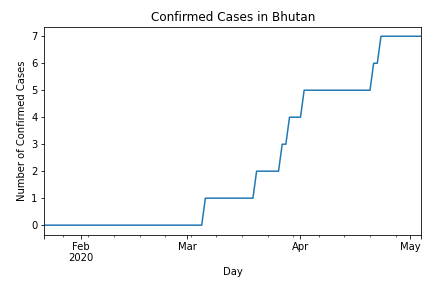 Confirmed Cases in Bhutan
7
6
5
4
3
2
1
0
Number of Confirmed Cases
Feb
2020
Mar
Apr
May
Day